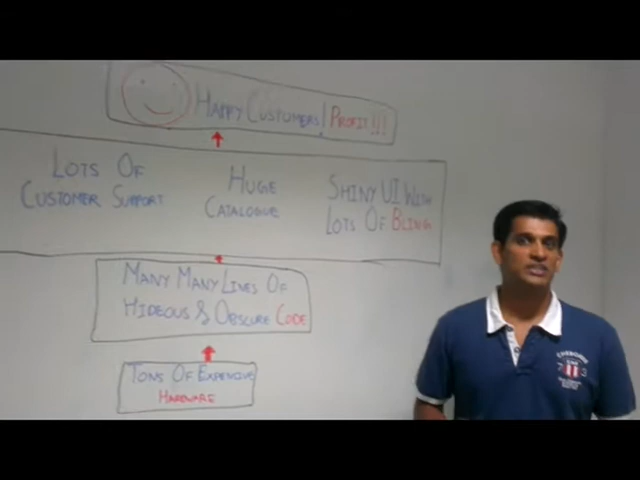 HAPPY CUSTOMERS! PROFIT!!!
LOTS OF
CUSTOMER SUPPORT
HUGE
CATALOGUE
SHINY UI WITH
LOTS OF BLING
MANY MANY LINES OF
HIDEOUS & OBSCURE CODE
TONS OF EXPENSIVE
HARDWARE